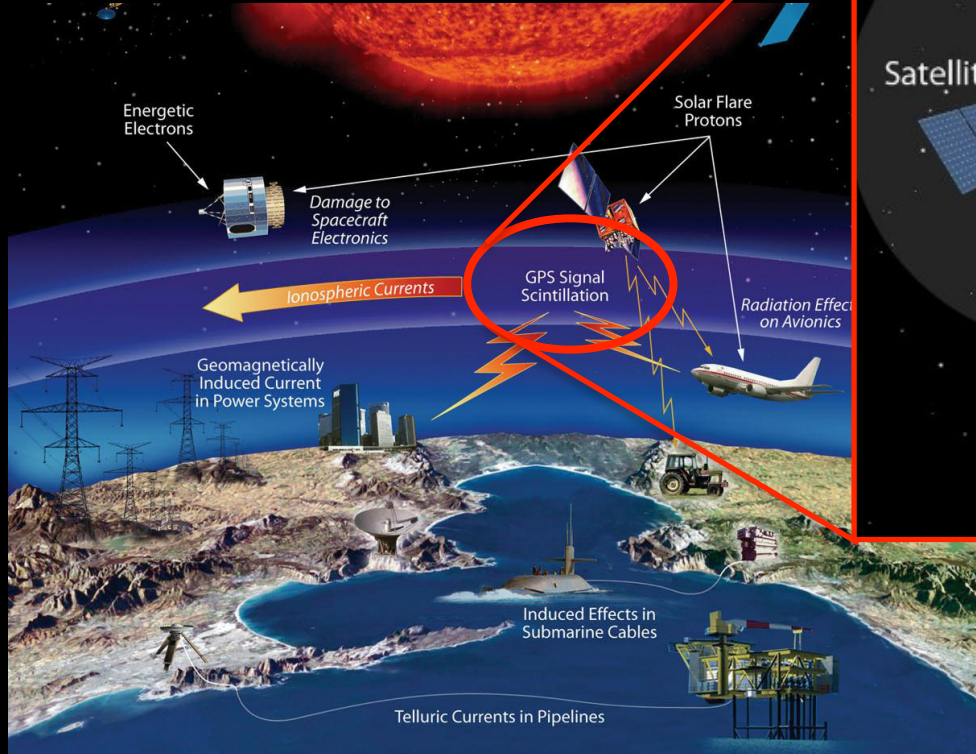 Energetic
Electrons
Solar Flare
Protons
Damage to
Spacecraft
Electronics
GPS Signal
Scintillation
Ionospheric Currents
Radiation Effec
on Avionics
Geomagnetically
Induced Current
in Power Systems
Induced Effects in
Submarine Cables
Telluric Currents in Pipelines
Satellit